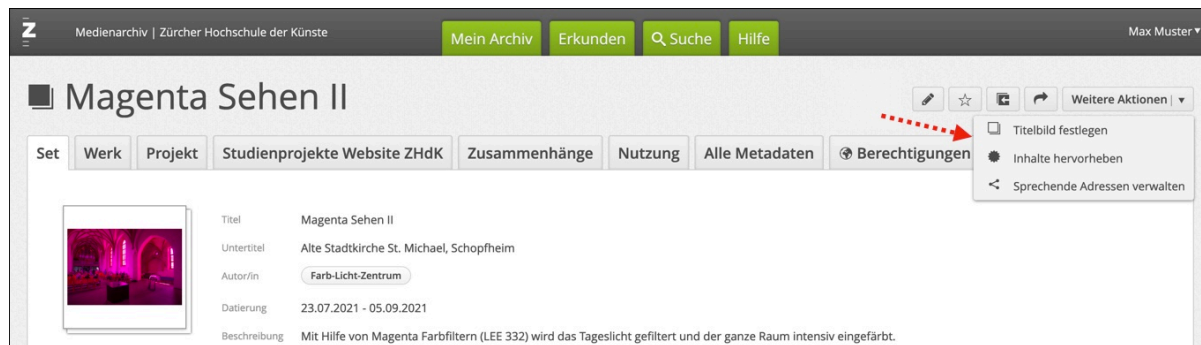 Z
Medienarchiv | Zürcher Hochschule der Künste
Mein Archiv
Erkunden
Suche
Hilfe
Max Muster
Magenta Sehen II
Weitere Aktionen
Titelbild festlegen
Inhalte hervorheben
Sprechende Adressen verwalten
Set
Werk
Projekt
Studienprojekte Website ZHdK
Zusammenhänge
Nutzung
Alle Metadaten
Berechtigungen
Titel Magenta Sehen II
Untertitel Alte Stadtkirche St. Michael, Schopfheim
Autor/in Farb-Licht-Zentrum
Datierung 23.07.2021 - 05.09.2021
Beschreibung Mit Hilfe von Magenta Farbfiltern (LEE 332) wird das Tageslicht gefiltert und der ganze Raum intensiv eingefärbt.